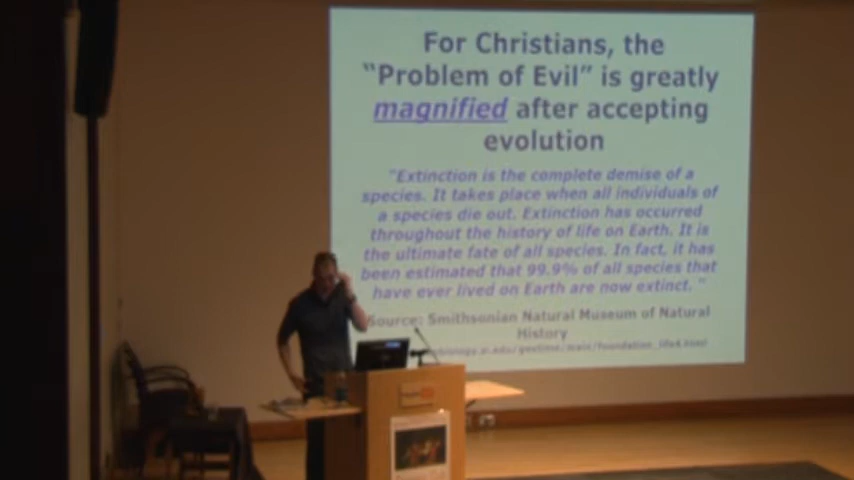 For Christians, the
"Problem of Evil" is greatly
magnified after accepting
evolution
"Extinction is the complete demise of a
species. It takes place when all individuals of
a species die out. Extinction has occurred
throughout the history of life on Earth. It is
the ultimate fate of all species. In fact, it has
been estimated that 99.9% of all species that
have ever lived on Earth are now extinct. "
Source: Smithsonian Natural Museum of Natural
History